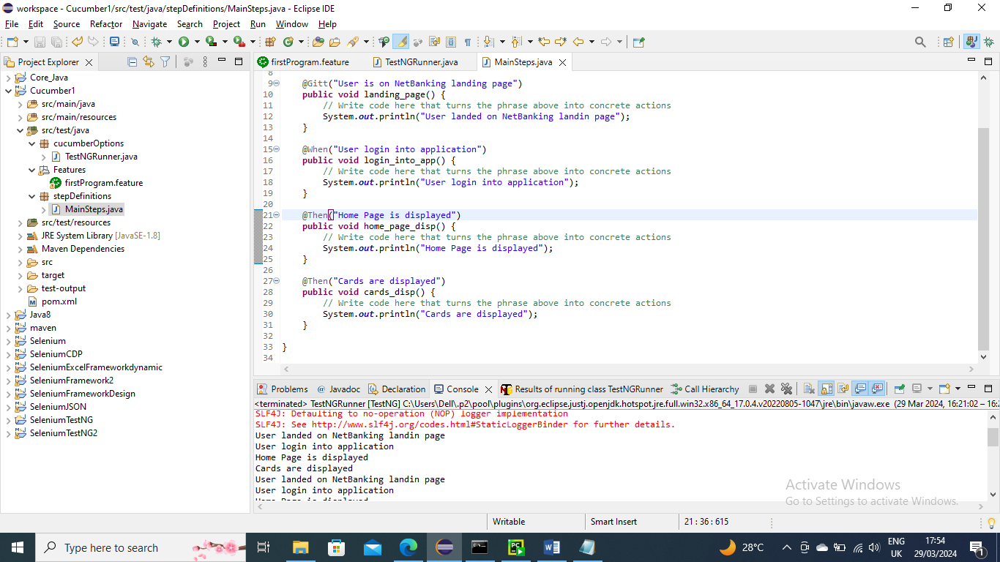 workspace - Cucumber1/src/test/java/stepDefinitions/MainSteps.java - Eclipse IDE
File Edit Source Refactor Navigate Search Project Run Window Help
Project Explorer
Core_Java
Cucumber1
src/main/java
src/main/resources
src/test/java
cucumberOptions
TestNGRunner.java
Features
firstProgram.feature
stepDefinitions
MainSteps.java
src/test/resources
JRE System Library [JavaSE-1.8]
Maven Dependencies
src
target
test-output
pom.xml
Java8
maven
Selenium
SeleniumCDP
SeleniumExcelFrameworkdynamic
SeleniumFramework2
SeleniumFrameworkDesign
SeleniumJSON
SeleniumTestNG
SeleniumTestNG2
firstProgram.feature TestNGRunner.java MainSteps.java
8
9 @Gitt("User is on NetBanking landing page")
10 public void landing_page() {
11 // Write code here that turns the phrase above into concrete actions
12 System.out.println("User landed on NetBanking landin page");
13 }
14
15 @When("User login into application")
16 public void login_into_app() {
17 // Write code here that turns the phrase above into concrete actions
18 System.out.println("User login into application");
19 }
20
21 @Then("Home Page is displayed")
22 public void home_page_disp() {
23 // Write code here that turns the phrase above into concrete actions
24 System.out.println("Home Page is displayed");
25 }
26
27 @Then("Cards are displayed")
28 public void cards_disp() {
29 // Write code here that turns the phrase above into concrete actions
30 System.out.println("Cards are displayed");
31 }
32
33 }
34
Problems Javadoc Declaration Console Results of running class TestNGRunner Call Hierarchy
<terminated> TestNGRunner [TestNG] C:\Users\Dell\.p2\pool\plugins\org.eclipse.justj.openjdk.hotspot.jre.full.win32.x86_64_17.0.4.v20220805-1047\jre\bin\javaw.exe (29 Mar 2024, 16:21:02 – 16:
SLF4J: Defaulting to no-operation (NOP) logger implementation
SLF4J: See http://www.slf4j.org/codes.html#StaticLoggerBinder for further details.
User landed on NetBanking landin page
User login into application
Home Page is displayed
Cards are displayed
User landed on NetBanking landin page
User login into application
Home Page is displayed
Activate Windows
Go to Settings to activate Windows.
Writable Smart Insert 21 : 36 : 615
Type here to search
28°C
ENG
UK
17:54
29/03/2024
1